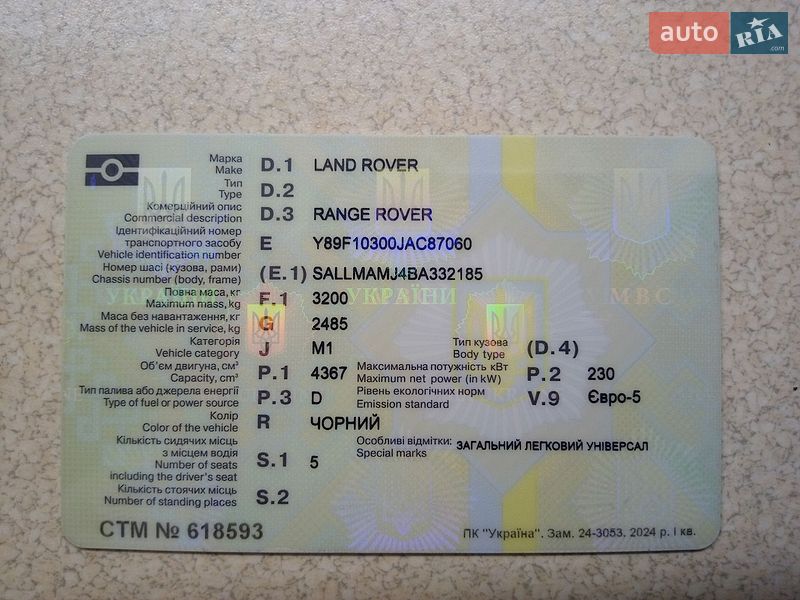 auto RIA .com
Марка
Make D.1 LAND ROVER
Тип
Type D.2
Комерційний опис
Commercial description D.3 RANGE ROVER
Ідентифікаційний номер
транспортного засобу E Y89F10300JAC87060
Vehicle identification number
Номер шасі (кузова, рами) (E.1) SALLMAMJ4BA332185
Chassis number (body, frame)
УКРАЇНИ УКРАЇНИ МВС
Повна маса, кг F.1 3200
Maximum mass, kg
Маса без навантаження, кг G 2485
Mass of the vehicle in service, kg
Категорія Тип кузова
Vehicle category J M1 Body type (D.4)
Об'єм двигуна, см³ P.1 4367 Максимальна потужність кВт
Capacity, cm³ Maximum net power (in kW) P.2 230
Тип палива або джерела енергії P.3 D Рівень екологічних норм
Type of fuel or power source Emission standard V.9 Євро-5
Колір R ЧОРНИЙ
Color of the vehicle
Кількість сидячих місць Особливі відмітки: ЗАГАЛЬНИЙ ЛЕГКОВИЙ УНІВЕРСАЛ
з місцем водія Special marks
Number of seats S.1 5
including the driver's seat
Кількість стоячих місць S.2
Number of standing places
СТМ № 618593 ПК "Україна". Зам. 24-3053. 2024 р. І кв.